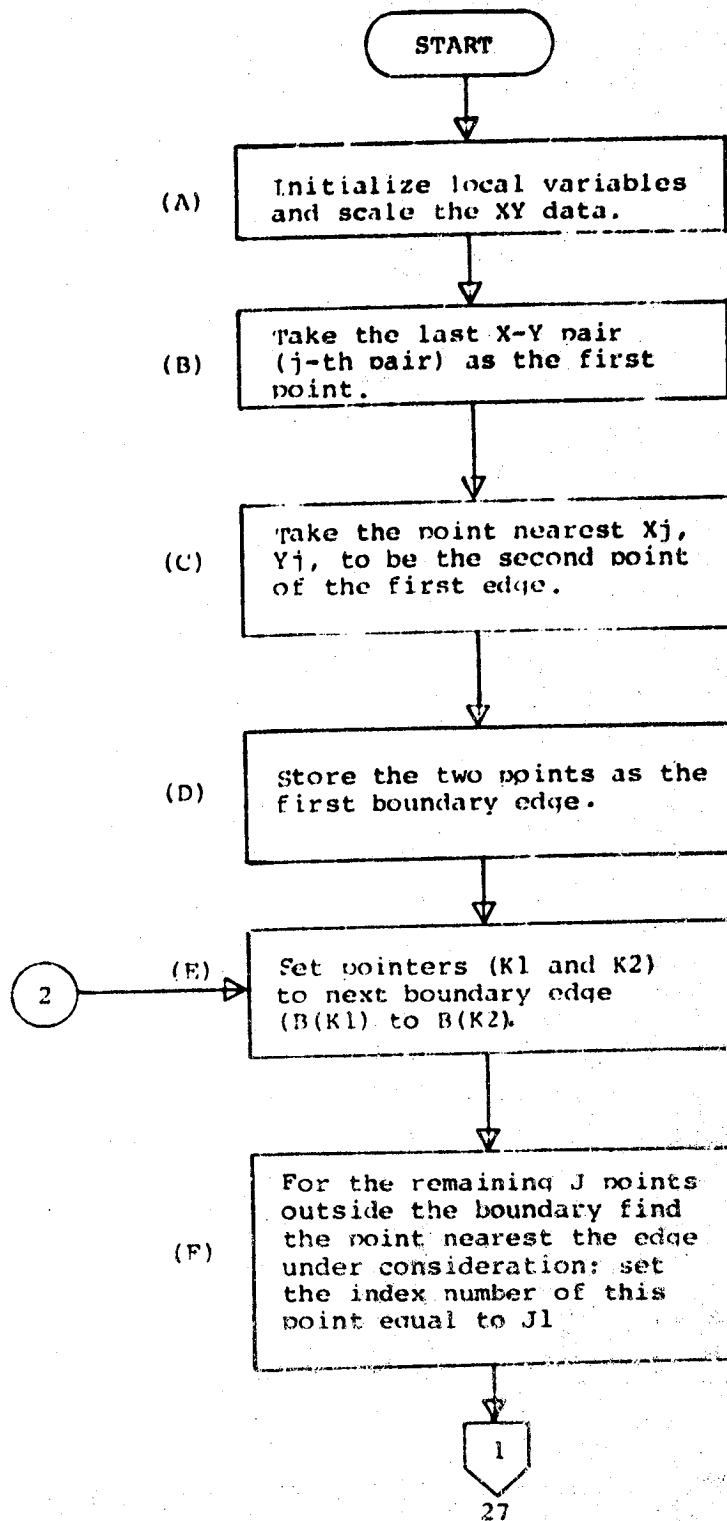 START
(A)
Initialize local variables
and scale the XY data.
(B)
Take the last X-Y pair
(j-th pair) as the first
point.
(C)
Take the point nearest Xj,
Yj, to be the second point
of the first edge.
(D)
Store the two points as the
first boundary edge.
2
(E)
Set pointers (K1 and K2)
to next boundary edge
(B(K1) to B(K2).
(F)
For the remaining J points
outside the boundary find
the point nearest the edge
under consideration; set
the index number of this
point equal to J1
1
27